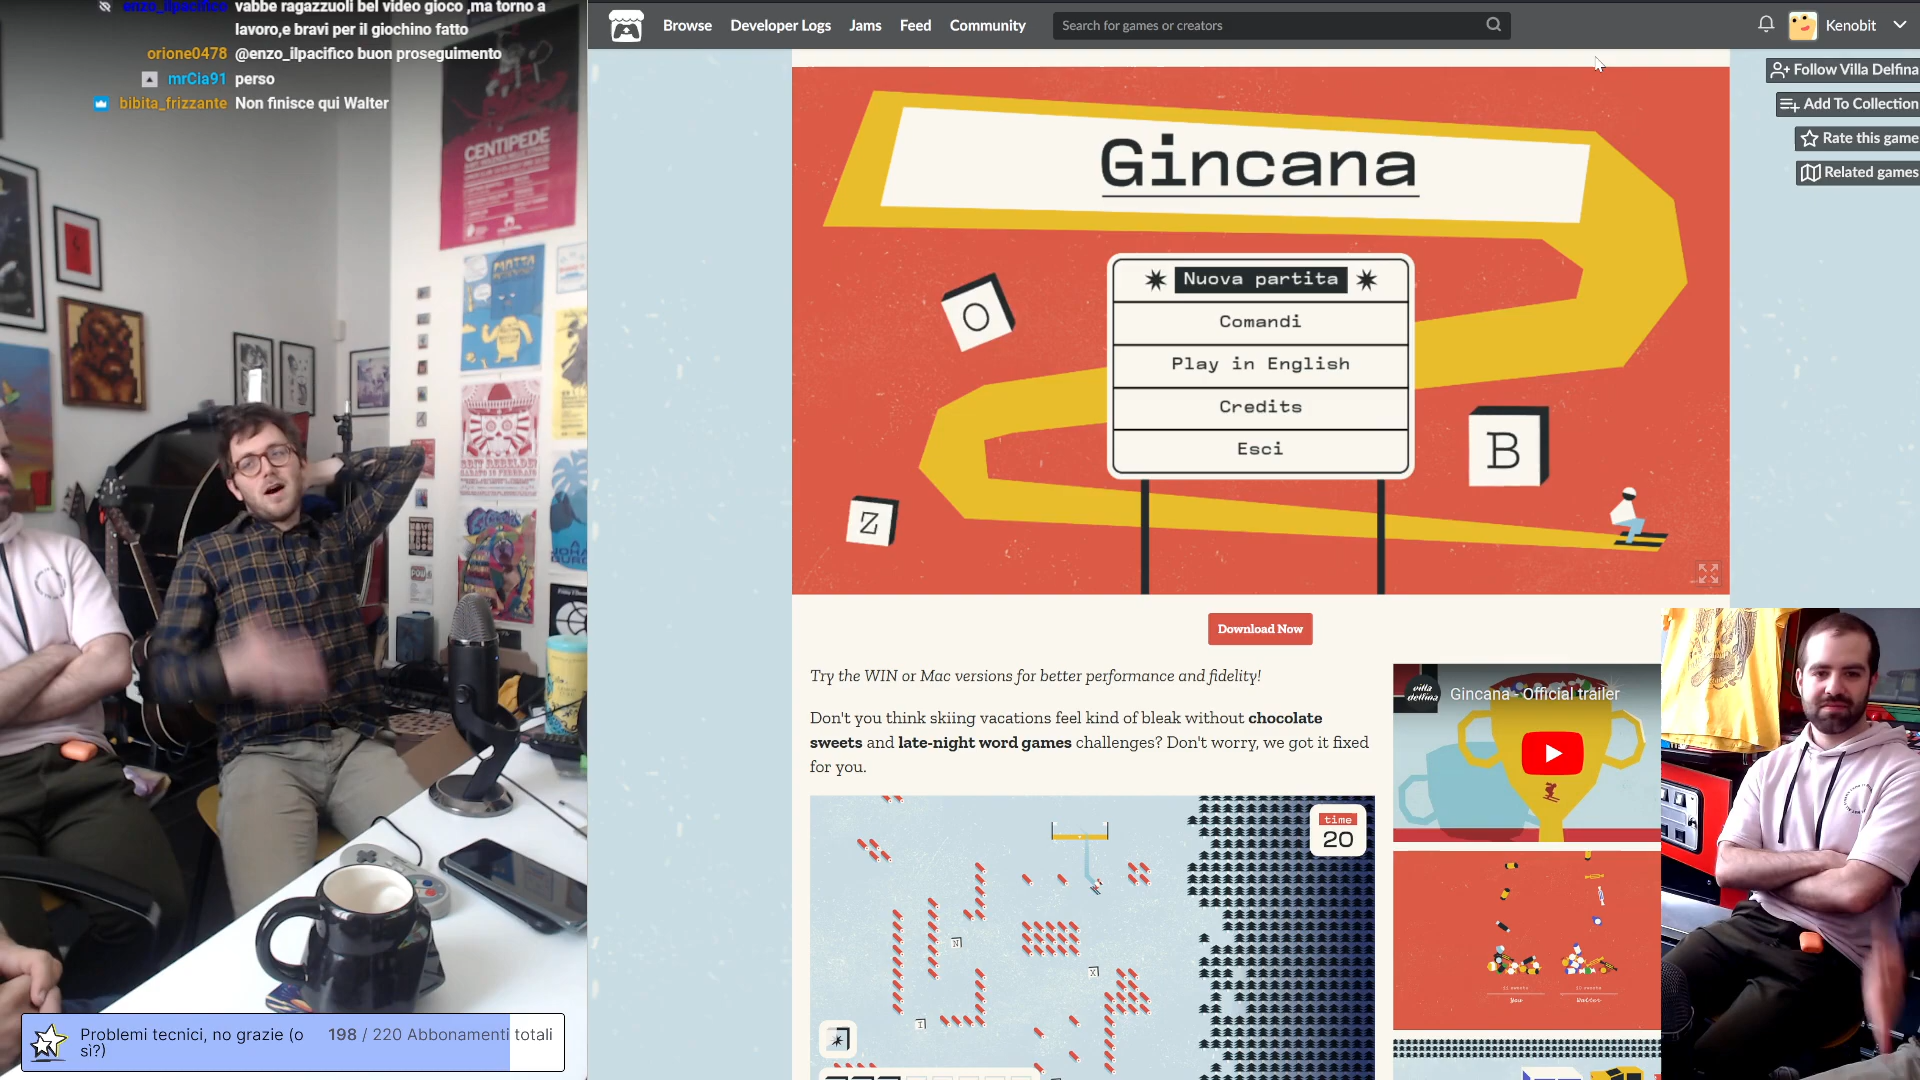 enzo_ilpacifico vabbe ragazzuoli bel video gioco ,ma torno a
lavoro,e bravi per il giochino fatto
orione0478 @enzo_ilpacifico buon proseguimento
mrCia91 perso
bibita_frizzante Non finisce qui Walter
CENTIPEDE
Problemi tecnici, no grazie (o
sì?)
198 / 220 Abbonamenti totali
Browse
Developer Logs
Jams
Feed
Community
Search for games or creators
Kenobit
Follow Villa Delfina
Add To Collection
Rate this game
Related games
Gincana
Nuova partita
Comandi
Play in English
Credits
Esci
O
B
Z
Download Now
Try the WIN or Mac versions for better performance and fidelity!
Don't you think skiing vacations feel kind of bleak without chocolate
sweets and late-night word games challenges? Don't worry, we got it fixed
for you.
time
20
N
X
I
villa
delfina
Gincana - Official trailer